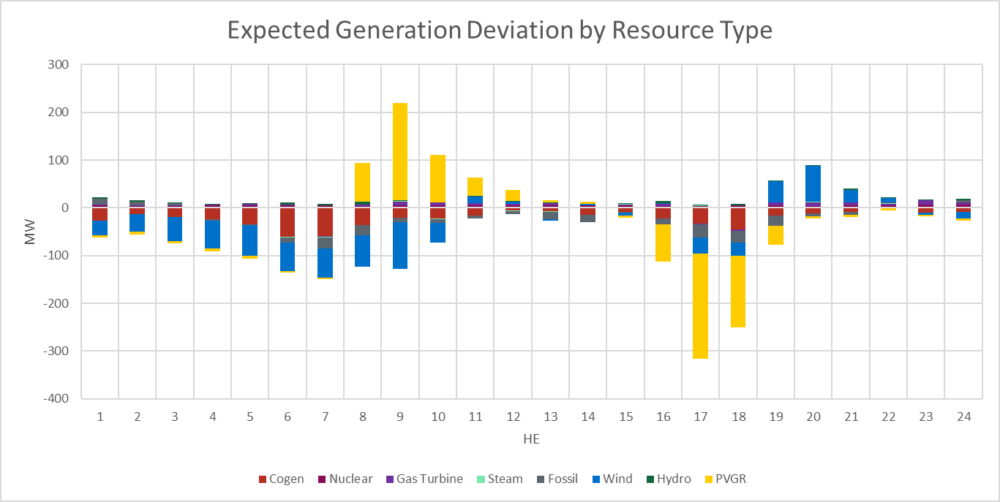 Expected Generation Deviation by Resource Type
300
200
100
0
-100
-200
-300
-400
MW
1 2 3 4 5 6 7 8 9 10 11 12 13 14 15 16 17 18 19 20 21 22 23 24
HE
Cogen Nuclear Gas Turbine Steam Fossil Wind Hydro PVGR